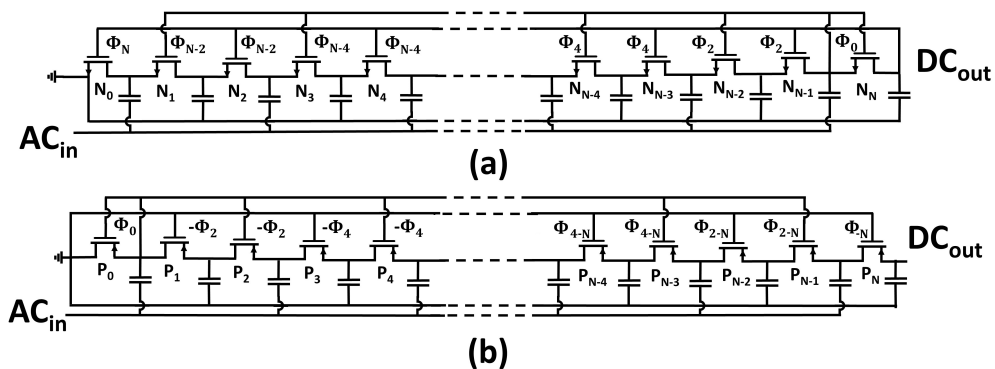 Φ_N Φ_N-2 Φ_N-2 Φ_N-4 Φ_N-4 Φ_4 Φ_4 Φ_2 Φ_2 Φ_0
DC_out
N_0 N_1 N_2 N_3 N_4 N_N-4 N_N-3 N_N-2 N_N-1 N_N
AC_in
(a)
Φ_0 -Φ_2 -Φ_2 -Φ_4 -Φ_4 Φ_4-N Φ_4-N Φ_2-N Φ_2-N Φ_-N
DC_out
P_0 P_1 P_2 P_3 P_4 P_N-4 P_N-3 P_N-2 P_N-1 P_N
AC_in
(b)